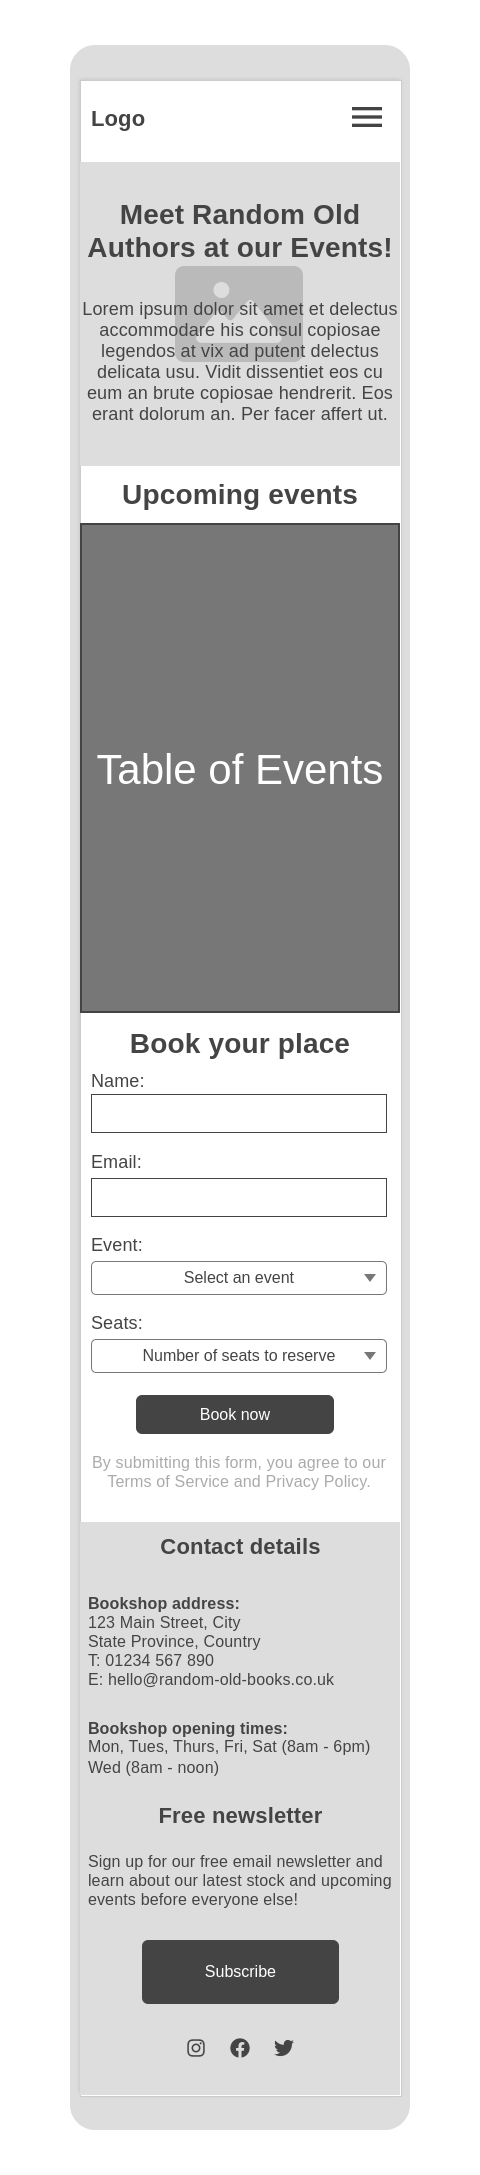 Logo
Meet Random Old
Authors at our Events!
Lorem ipsum dolor sit amet et delectus
accommodare his consul copiosae
legendos at vix ad putent delectus
delicata usu. Vidit dissentiet eos cu
eum an brute copiosae hendrerit. Eos
erant dolorum an. Per facer affert ut.
Upcoming events
Table of Events
Book your place
Name:
Email:
Event:
Select an event
Seats:
Number of seats to reserve
Book now
By submitting this form, you agree to our
Terms of Service and Privacy Policy.
Contact details
Bookshop address:
123 Main Street, City
State Province, Country
T: 01234 567 890
E: hello@random-old-books.co.uk
Bookshop opening times:
Mon, Tues, Thurs, Fri, Sat (8am - 6pm)
Wed (8am - noon)
Free newsletter
Sign up for our free email newsletter and
learn about our latest stock and upcoming
events before everyone else!
Subscribe